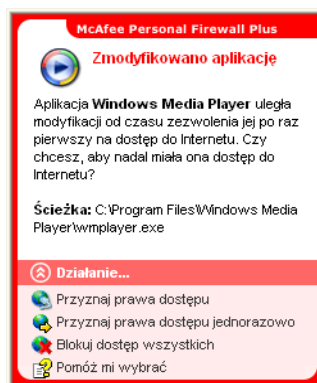 McAfee Personal Firewall Plus
Zmodyfikowano aplikację
Aplikacja Windows Media Player uległa
modyfikacji od czasu zezwolenia jej po raz
pierwszy na dostęp do Internetu. Czy
chcesz, aby nadal miała ona dostęp do
Internetu?
Ścieżka: C:\Program Files\Windows Media
Player\wmplayer.exe
Działanie...
Przyznaj prawa dostępu
Przyznaj prawa dostępu jednorazowo
Blokuj dostęp wszystkich
Pomóż mi wybrać